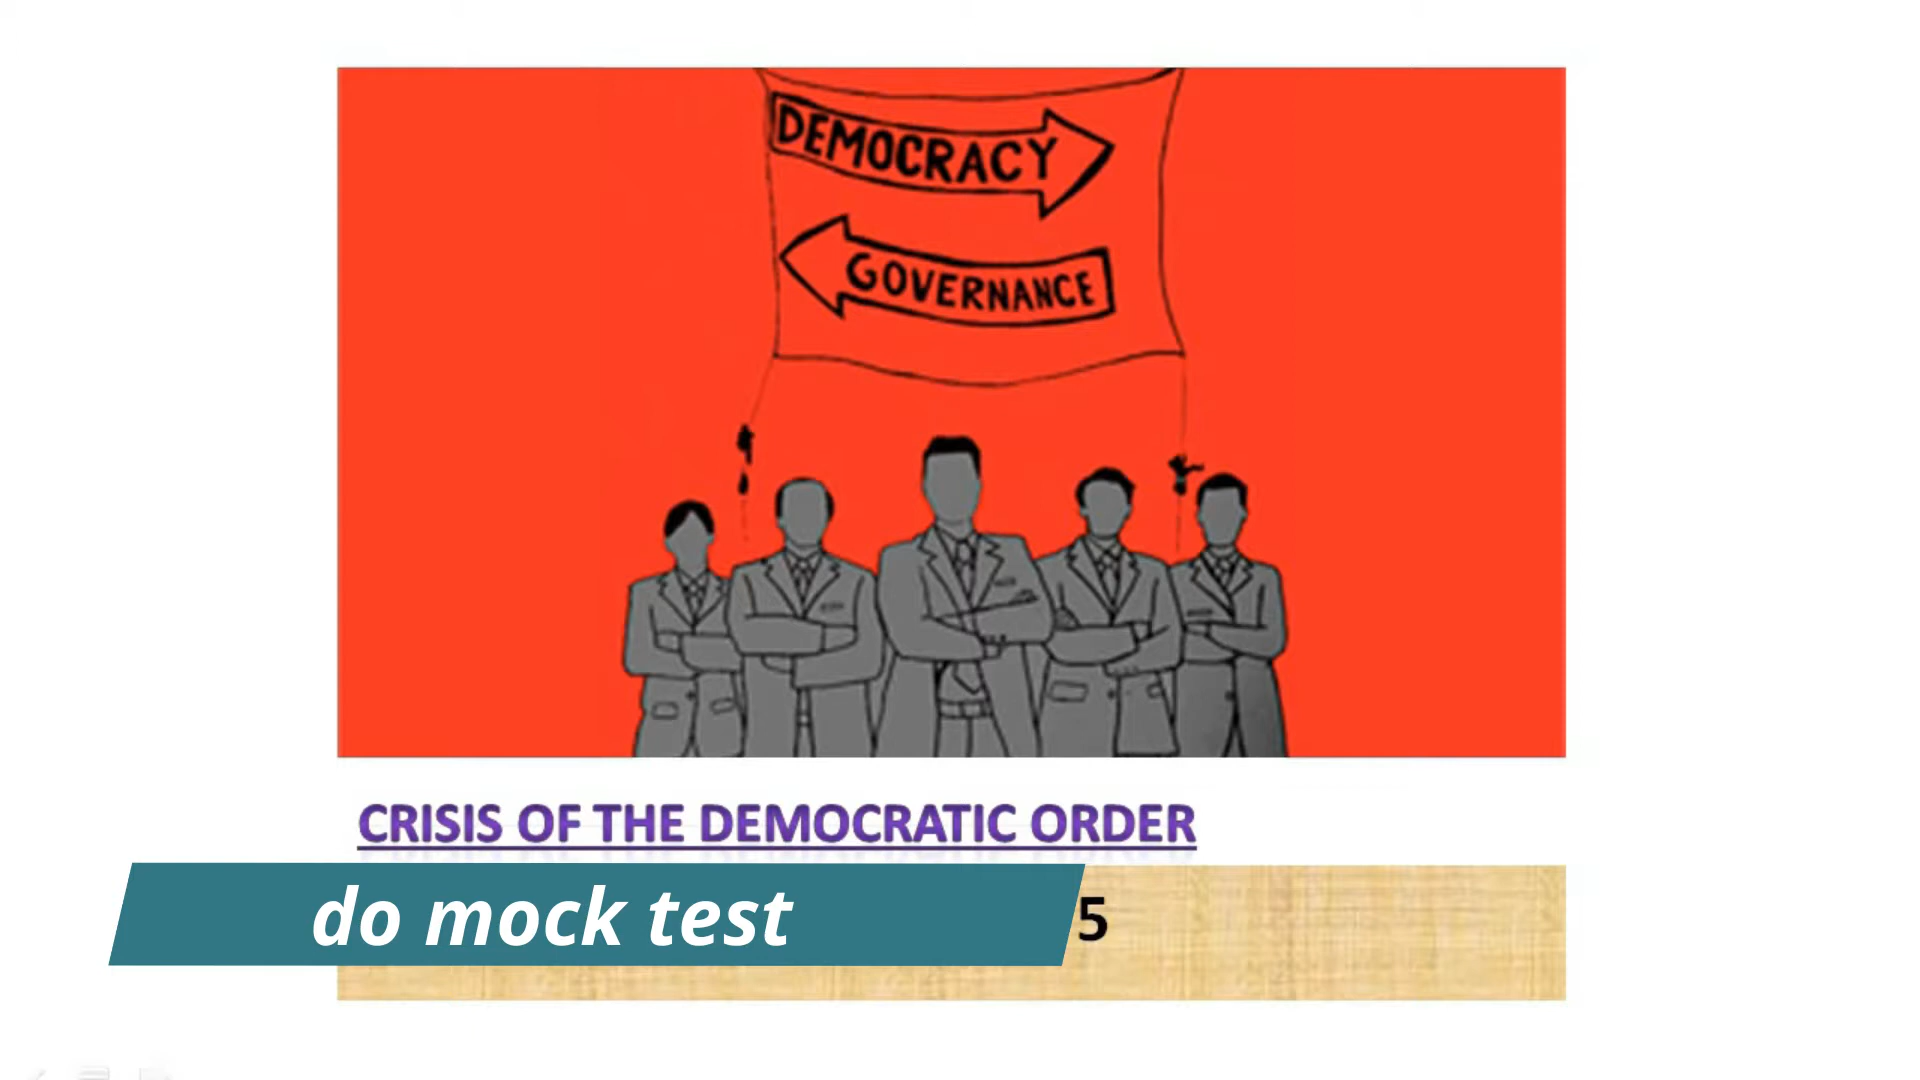 DEMOCRACY
GOVERNANCE
CRISIS OF THE DEMOCRATIC ORDER
do mock test
5